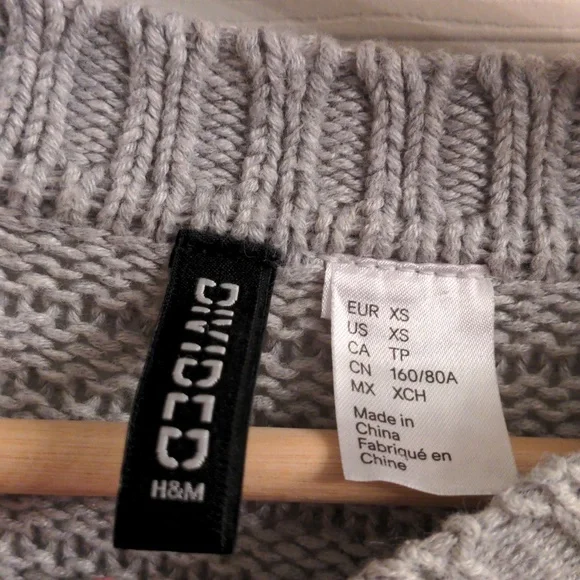 DIVIDED
H&M
EUR XS
US XS
CA TP
CN 160/80A
MX XCH
Made in
China
Fabriqué en
Chine